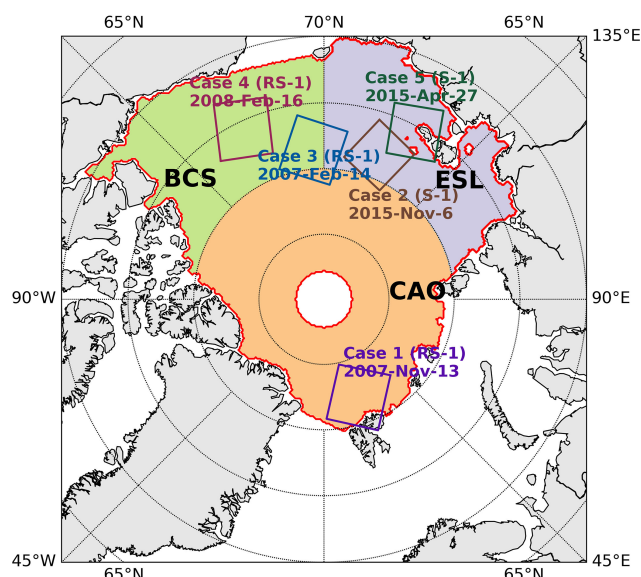 65°N 70°N 65°N
135°E
Case 4 (RS-1)
2008-Feb-16
Case 5 (S-1)
2015-Apr-27
Case 3 (RS-1)
2007-Feb-14
BCS
ESL
Case 2 (S-1)
2015-Nov-6
90°W
CAO
90°E
Case 1 (RS-1)
2007-Nov-13
45°W
45°E
65°N 70°N 65°N